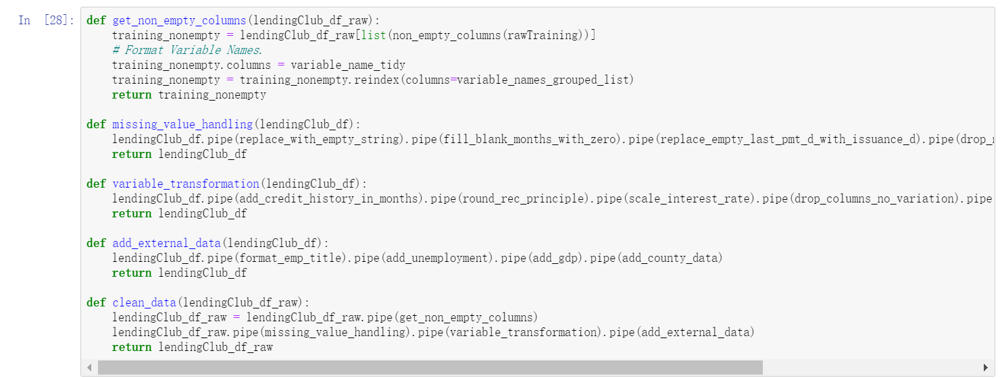 In [28]:
def get_non_empty_columns(lendingClub_df_raw):
    training_nonempty = lendingClub_df_raw[list(non_empty_columns(rawTraining))]
    # Format Variable Names.
    training_nonempty.columns = variable_name_tidy
    training_nonempty = training_nonempty.reindex(columns=variable_names_grouped_list)
    return training_nonempty
def missing_value_handling(lendingClub_df):
    lendingClub_df.pipe(replace_with_empty_string).pipe(fill_blank_months_with_zero).pipe(replace_empty_last_pmt_d_with_issuance_d).pipe(drop_
    return lendingClub_df
def variable_transformation(lendingClub_df):
    lendingClub_df.pipe(add_credit_history_in_months).pipe(round_rec_principle).pipe(scale_interest_rate).pipe(drop_columns_no_variation).pipe
    return lendingClub_df
def add_external_data(lendingClub_df):
    lendingClub_df.pipe(format_emp_title).pipe(add_unemployment).pipe(add_gdp).pipe(add_county_data)
    return lendingClub_df
def clean_data(lendingClub_df_raw):
    lendingClub_df_raw = lendingClub_df_raw.pipe(get_non_empty_columns)
    lendingClub_df_raw.pipe(missing_value_handling).pipe(variable_transformation).pipe(add_external_data)
    return lendingClub_df_raw